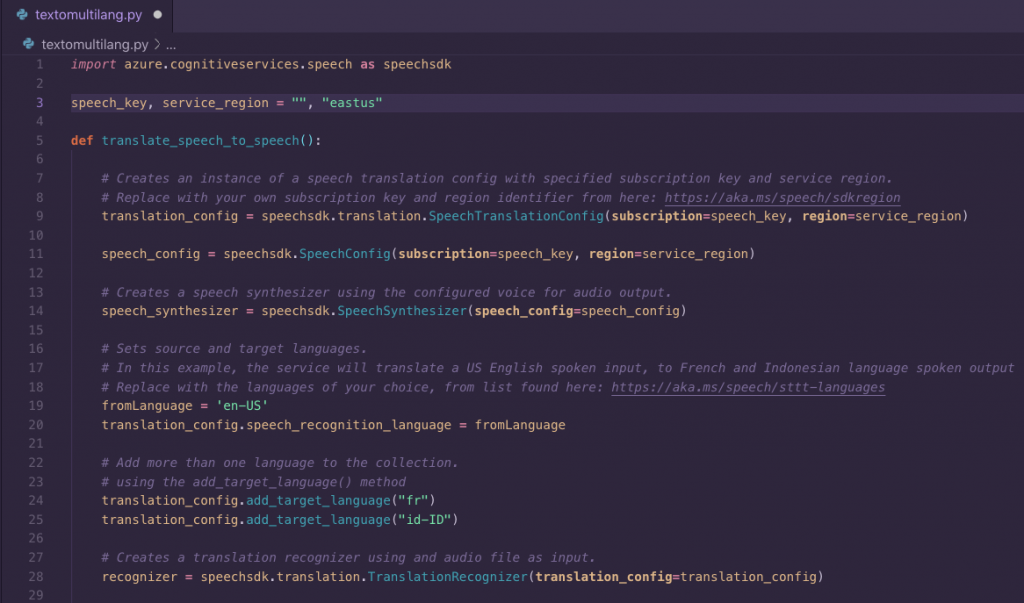 textomultilang.py
textomultilang.py > ...
1 import azure.cognitiveservices.speech as speechsdk
2
3 speech_key, service_region = "", "eastus"
4
5 def translate_speech_to_speech():
6
7 # Creates an instance of a speech translation config with specified subscription key and service region.
8 # Replace with your own subscription key and region identifier from here: https://aka.ms/speech/sdkregion
9 translation_config = speechsdk.translation.SpeechTranslationConfig(subscription=speech_key, region=service_region)
10
11 speech_config = speechsdk.SpeechConfig(subscription=speech_key, region=service_region)
12
13 # Creates a speech synthesizer using the configured voice for audio output.
14 speech_synthesizer = speechsdk.SpeechSynthesizer(speech_config=speech_config)
15
16 # Sets source and target languages.
17 # In this example, the service will translate a US English spoken input, to French and Indonesian language spoken output
18 # Replace with the languages of your choice, from list found here: https://aka.ms/speech/sttt-languages
19 fromLanguage = 'en-US'
20 translation_config.speech_recognition_language = fromLanguage
21
22 # Add more than one language to the collection.
23 # using the add_target_language() method
24 translation_config.add_target_language("fr")
25 translation_config.add_target_language("id-ID")
26
27 # Creates a translation recognizer using and audio file as input.
28 recognizer = speechsdk.translation.TranslationRecognizer(translation_config=translation_config)
29